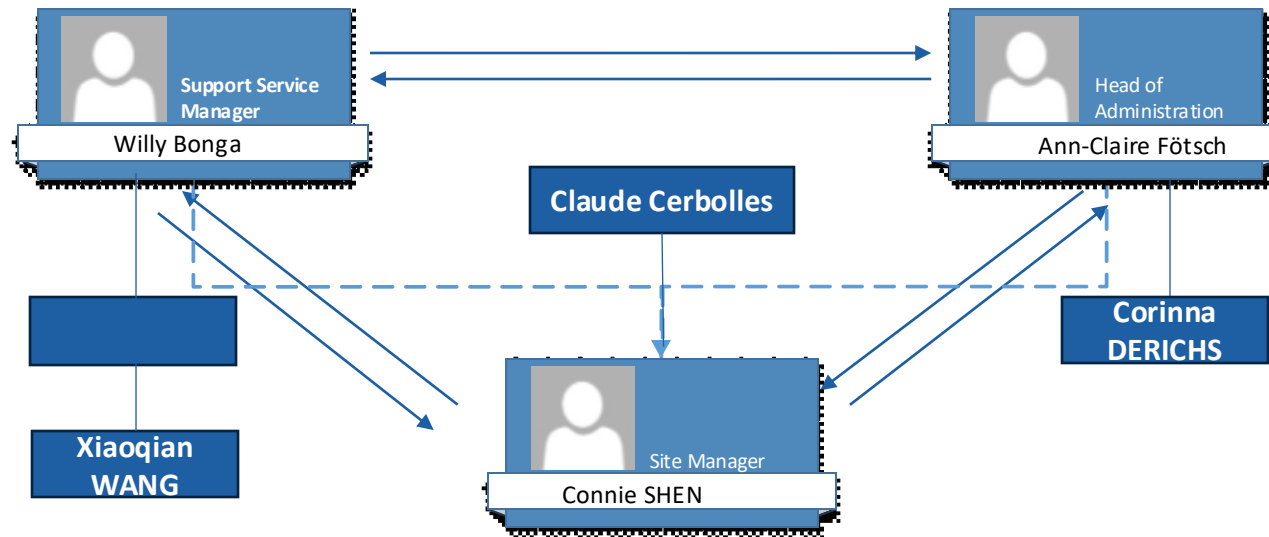 Support Service
Manager
Willy Bonga
Head of
Administration
Ann-Claire Fötsch
Claude Cerbolles
Corinna
DERICHS
Xiaoqian
WANG
Site Manager
Connie SHEN